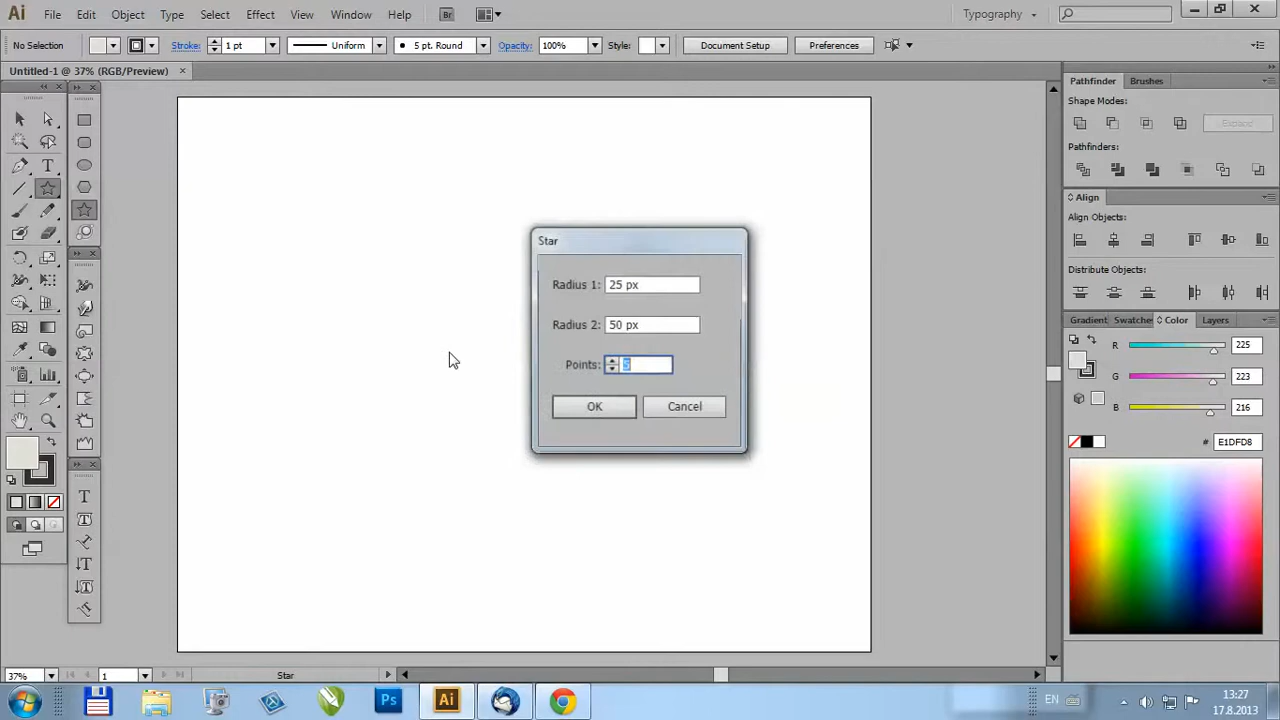 Ai File Edit Object Type Select Effect View Window Help Br Typography
No Selection Stroke: 1 pt Uniform 5 pt. Round Opacity: 100% Style: Document Setup Preferences
Untitled-1 @ 37% (RGB/Preview)
Pathfinder Brushes
Shape Modes:
Expand
Pathfinders:
Align
Align Objects:
Distribute Objects:
Gradient Swatches Color Layers
R 225
G 223
B 216
# E1DFD8
Star
Radius 1: 25 px
Radius 2: 50 px
Points: 5
OK Cancel
37% 1 Star
Ps Ai EN 13:27
17.8.2013